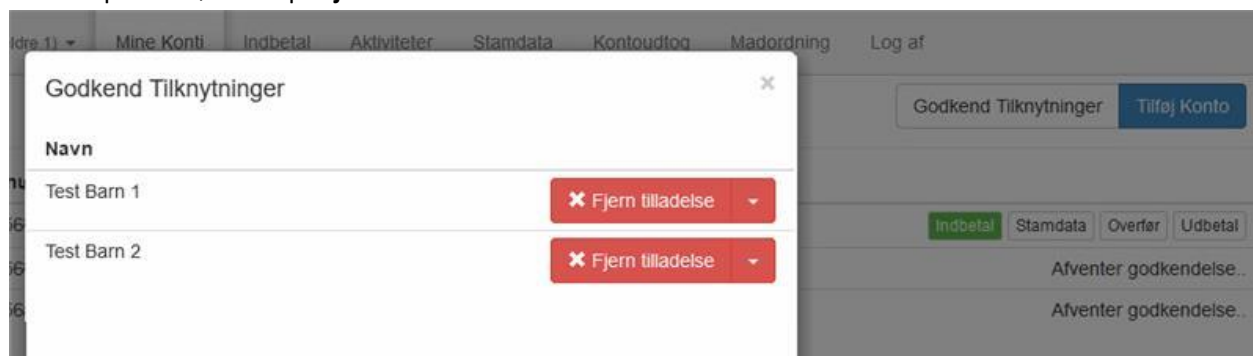 Mine Konti Indbetal Aktiviteter Stamdata Kontoudtog Madordning Log af
Godkend Tilknytninger ×
Godkend Tilknytninger Tilføj Konto
Navn
Test Barn 1 Fjern tilladelse
Indbetal Stamdata Overfør Udbetal
Test Barn 2 Fjern tilladelse
Afventer godkendelse..
Afventer godkendelse..